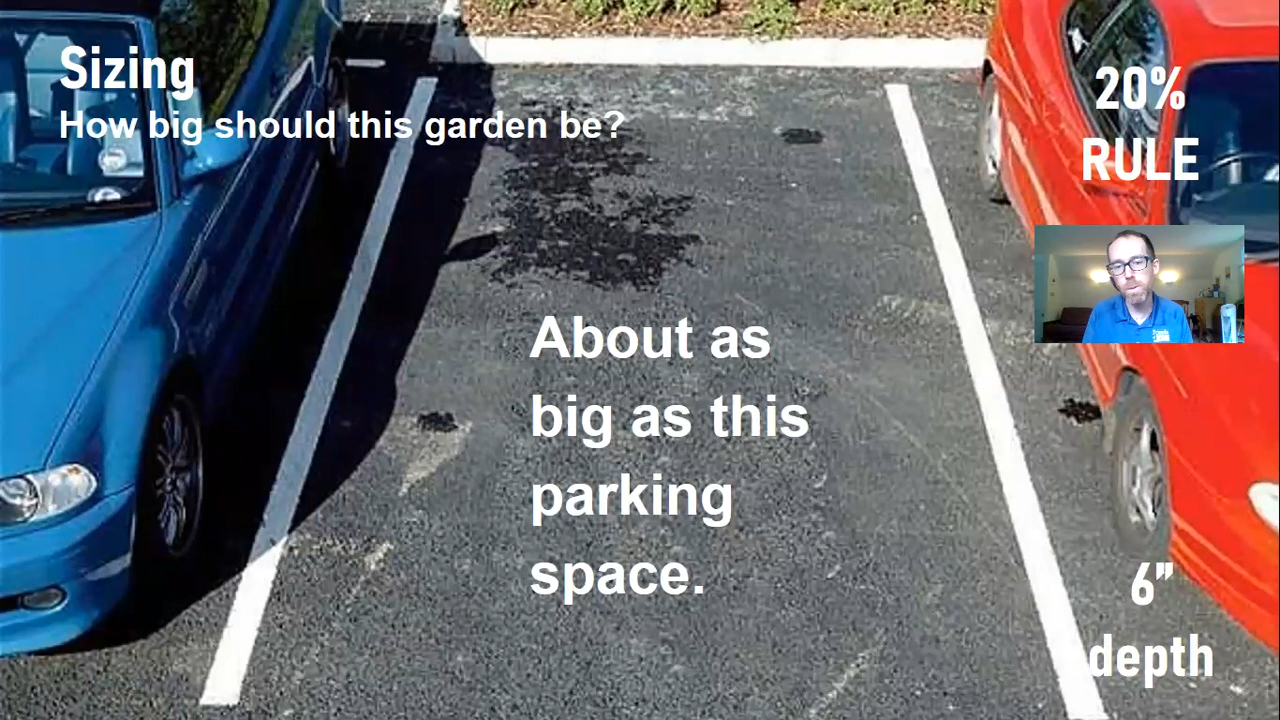 Sizing
How big should this garden be?
20%
RULE
About as
big as this
parking
space.
6”
depth